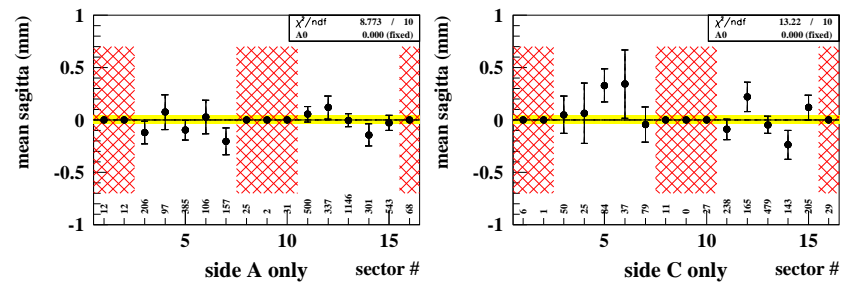 χ²/ndf 8.773 / 10
A0 0.000 (fixed)
mean sagitta (mm)
1
0.5
0
-0.5
-1
12 12 206 97 385 106 157 25 2 31 500 337 1146 301 543 68
5 10 15
side A only sector #
χ²/ndf 13.22 / 10
A0 0.000 (fixed)
mean sagitta (mm)
1
0.5
0
-0.5
-1
6 1 50 25 84 37 79 11 0 27 238 165 479 143 205 29
5 10 15
side C only sector #